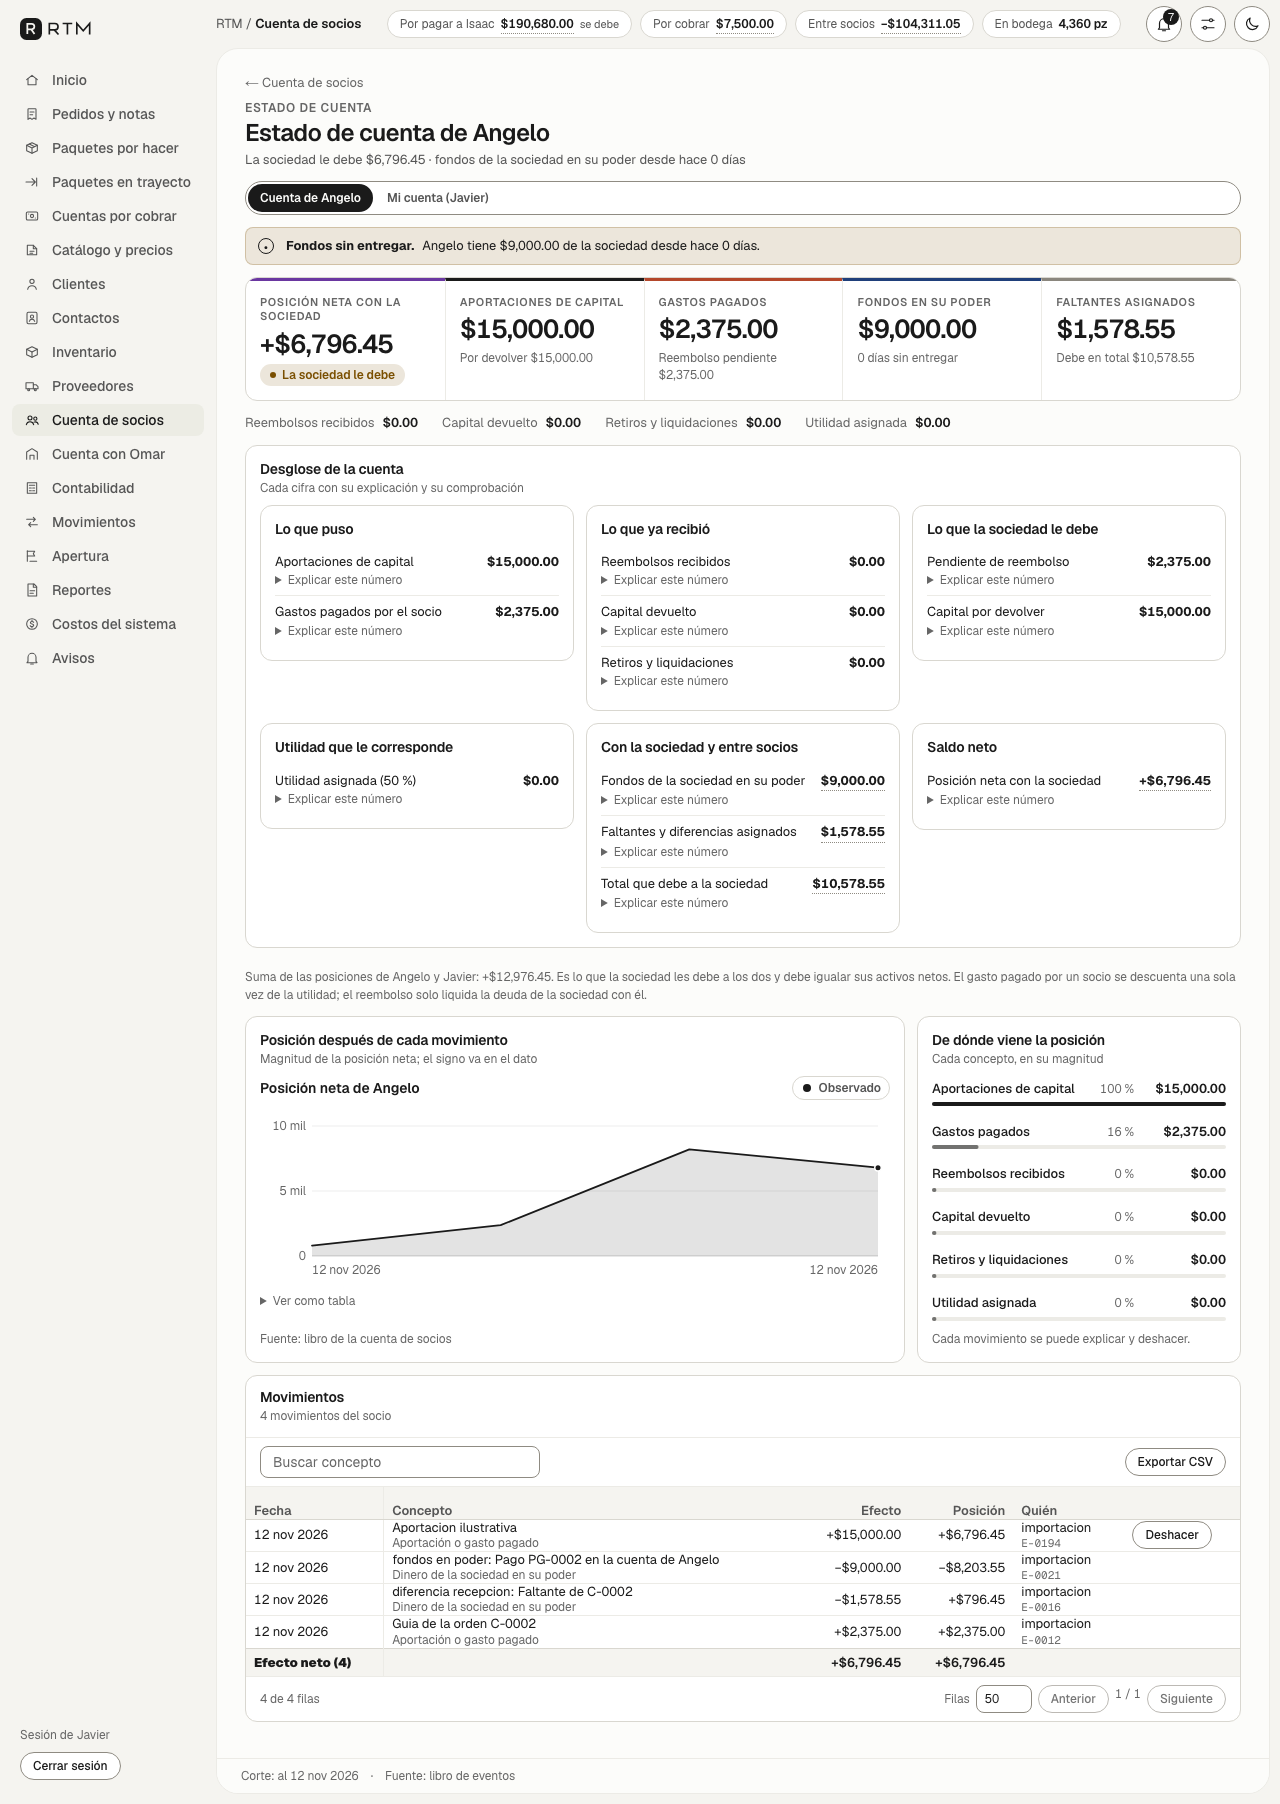 R RTM
RTM / Cuenta de socios
Por pagar a Isaac $190,680.00 se debe
Por cobrar $7,500.00
Entre socios −$104,311.05
En bodega 4,360 pz
7
Inicio
Pedidos y notas
Paquetes por hacer
Paquetes en trayecto
Cuentas por cobrar
Catálogo y precios
Clientes
Contactos
Inventario
Proveedores
Cuenta de socios
Cuenta con Omar
Contabilidad
Movimientos
Apertura
Reportes
Costos del sistema
Avisos
Sesión de Javier
Cerrar sesión
← Cuenta de socios
ESTADO DE CUENTA
Estado de cuenta de Angelo
La sociedad le debe $6,796.45 · fondos de la sociedad en su poder desde hace 0 días
Cuenta de Angelo Mi cuenta (Javier)
Fondos sin entregar. Angelo tiene $9,000.00 de la sociedad desde hace 0 días.
POSICIÓN NETA CON LA
SOCIEDAD
+$6,796.45
La sociedad le debe
APORTACIONES DE CAPITAL
$15,000.00
Por devolver $15,000.00
GASTOS PAGADOS
$2,375.00
Reembolso pendiente
$2,375.00
FONDOS EN SU PODER
$9,000.00
0 días sin entregar
FALTANTES ASIGNADOS
$1,578.55
Debe en total $10,578.55
Reembolsos recibidos $0.00 Capital devuelto $0.00 Retiros y liquidaciones $0.00 Utilidad asignada $0.00
Desglose de la cuenta
Cada cifra con su explicación y su comprobación
Lo que puso
Aportaciones de capital $15,000.00
Explicar este número
Gastos pagados por el socio $2,375.00
Explicar este número
Lo que ya recibió
Reembolsos recibidos $0.00
Explicar este número
Capital devuelto $0.00
Explicar este número
Retiros y liquidaciones $0.00
Explicar este número
Lo que la sociedad le debe
Pendiente de reembolso $2,375.00
Explicar este número
Capital por devolver $15,000.00
Explicar este número
Utilidad que le corresponde
Utilidad asignada (50 %) $0.00
Explicar este número
Con la sociedad y entre socios
Fondos de la sociedad en su poder $9,000.00
Explicar este número
Faltantes y diferencias asignados $1,578.55
Explicar este número
Total que debe a la sociedad $10,578.55
Explicar este número
Saldo neto
Posición neta con la sociedad +$6,796.45
Explicar este número
Suma de las posiciones de Angelo y Javier: +$12,976.45. Es lo que la sociedad les debe a los dos y debe igualar sus activos netos. El gasto pagado por un socio se descuenta una sola
vez de la utilidad; el reembolso solo liquida la deuda de la sociedad con él.
Posición después de cada movimiento
Magnitud de la posición neta; el signo va en el dato
Posición neta de Angelo
Observado
10 mil
5 mil
0
12 nov 2026 12 nov 2026
Ver como tabla
Fuente: libro de la cuenta de socios
De dónde viene la posición
Cada concepto, en su magnitud
Aportaciones de capital 100 % $15,000.00
Gastos pagados 16 % $2,375.00
Reembolsos recibidos 0 % $0.00
Capital devuelto 0 % $0.00
Retiros y liquidaciones 0 % $0.00
Utilidad asignada 0 % $0.00
Cada movimiento se puede explicar y deshacer.
Movimientos
4 movimientos del socio
Buscar concepto
Exportar CSV
Fecha Concepto Efecto Posición Quién
12 nov 2026 Aportacion ilustrativa +$15,000.00 +$6,796.45 importacion Deshacer
Aportación o gasto pagado E-0194
12 nov 2026 fondos en poder: Pago PG-0002 en la cuenta de Angelo −$9,000.00 −$8,203.55 importacion
Dinero de la sociedad en su poder E-0021
12 nov 2026 diferencia recepcion: Faltante de C-0002 −$1,578.55 +$796.45 importacion
Dinero de la sociedad en su poder E-0016
12 nov 2026 Guia de la orden C-0002 +$2,375.00 +$2,375.00 importacion
Aportación o gasto pagado E-0012
Efecto neto (4) +$6,796.45 +$6,796.45
4 de 4 filas
Filas 50 Anterior 1 / 1 Siguiente
Corte: al 12 nov 2026 · Fuente: libro de eventos